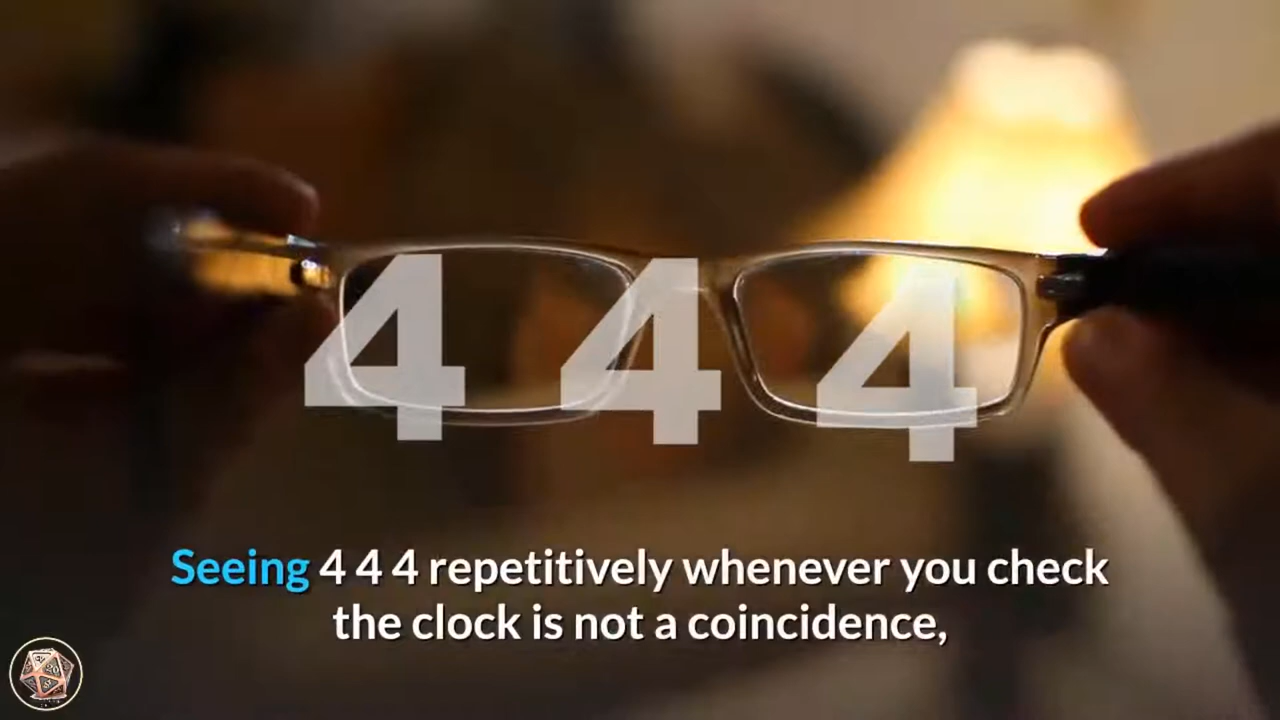 4 4 4
Seeing 4 4 4 repetitively whenever you check
the clock is not a coincidence,